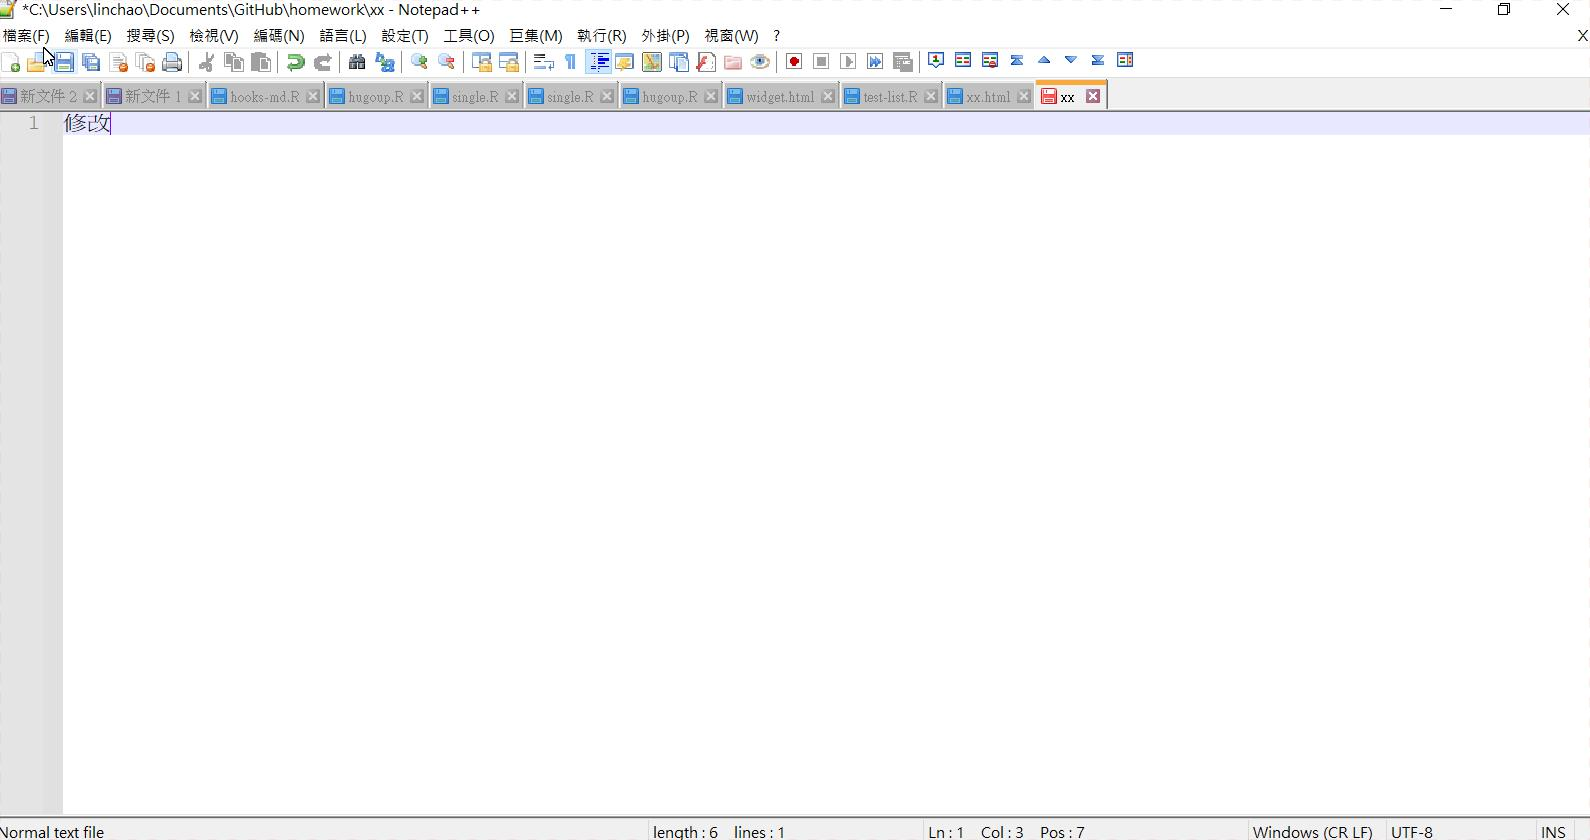 *C:\Users\linchao\Documents\GitHub\homework\xx - Notepad++
檔案(F) 編輯(E) 搜尋(S) 檢視(V) 編碼(N) 語言(L) 設定(T) 工具(O) 巨集(M) 執行(R) 外掛(P) 視窗(W) ? X
新文件 2 新文件 1 hooks-md.R hugoup.R single.R single.R hugoup.R widget.html test-list.R xx.html xx
1 修改
Normal text file length : 6 lines : 1 Ln : 1 Col : 3 Pos : 7 Windows (CR LF) UTF-8 INS